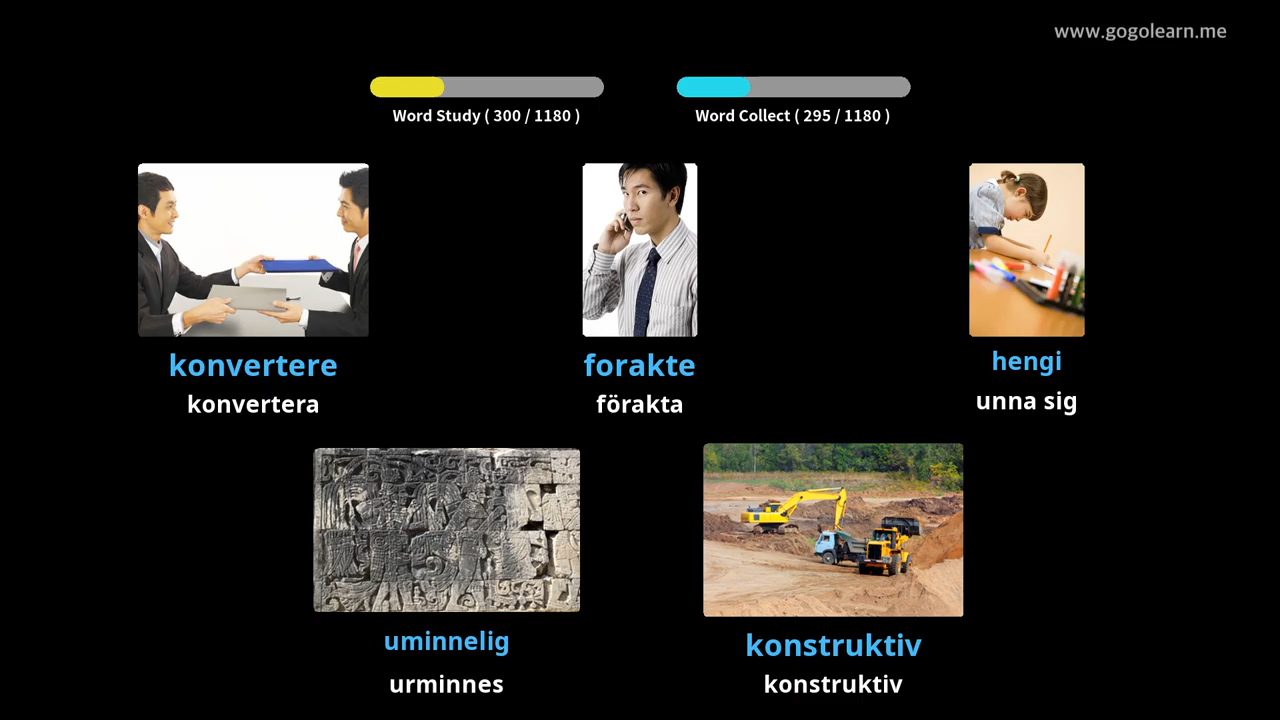 www.gogolearn.me
Word Study ( 300 / 1180 )
Word Collect ( 295 / 1180 )
konvertere
konvertera
forakte
förakta
hengi
unna sig
uminnelig
urminnes
konstruktiv
konstruktiv